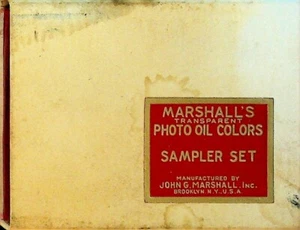 MARSHALL'S
TRANSPARENT
PHOTO OIL COLORS
SAMPLER SET
MANUFACTURED BY
JOHN G. MARSHALL, INC.
BROOKLYN, N.Y., U.S.A.